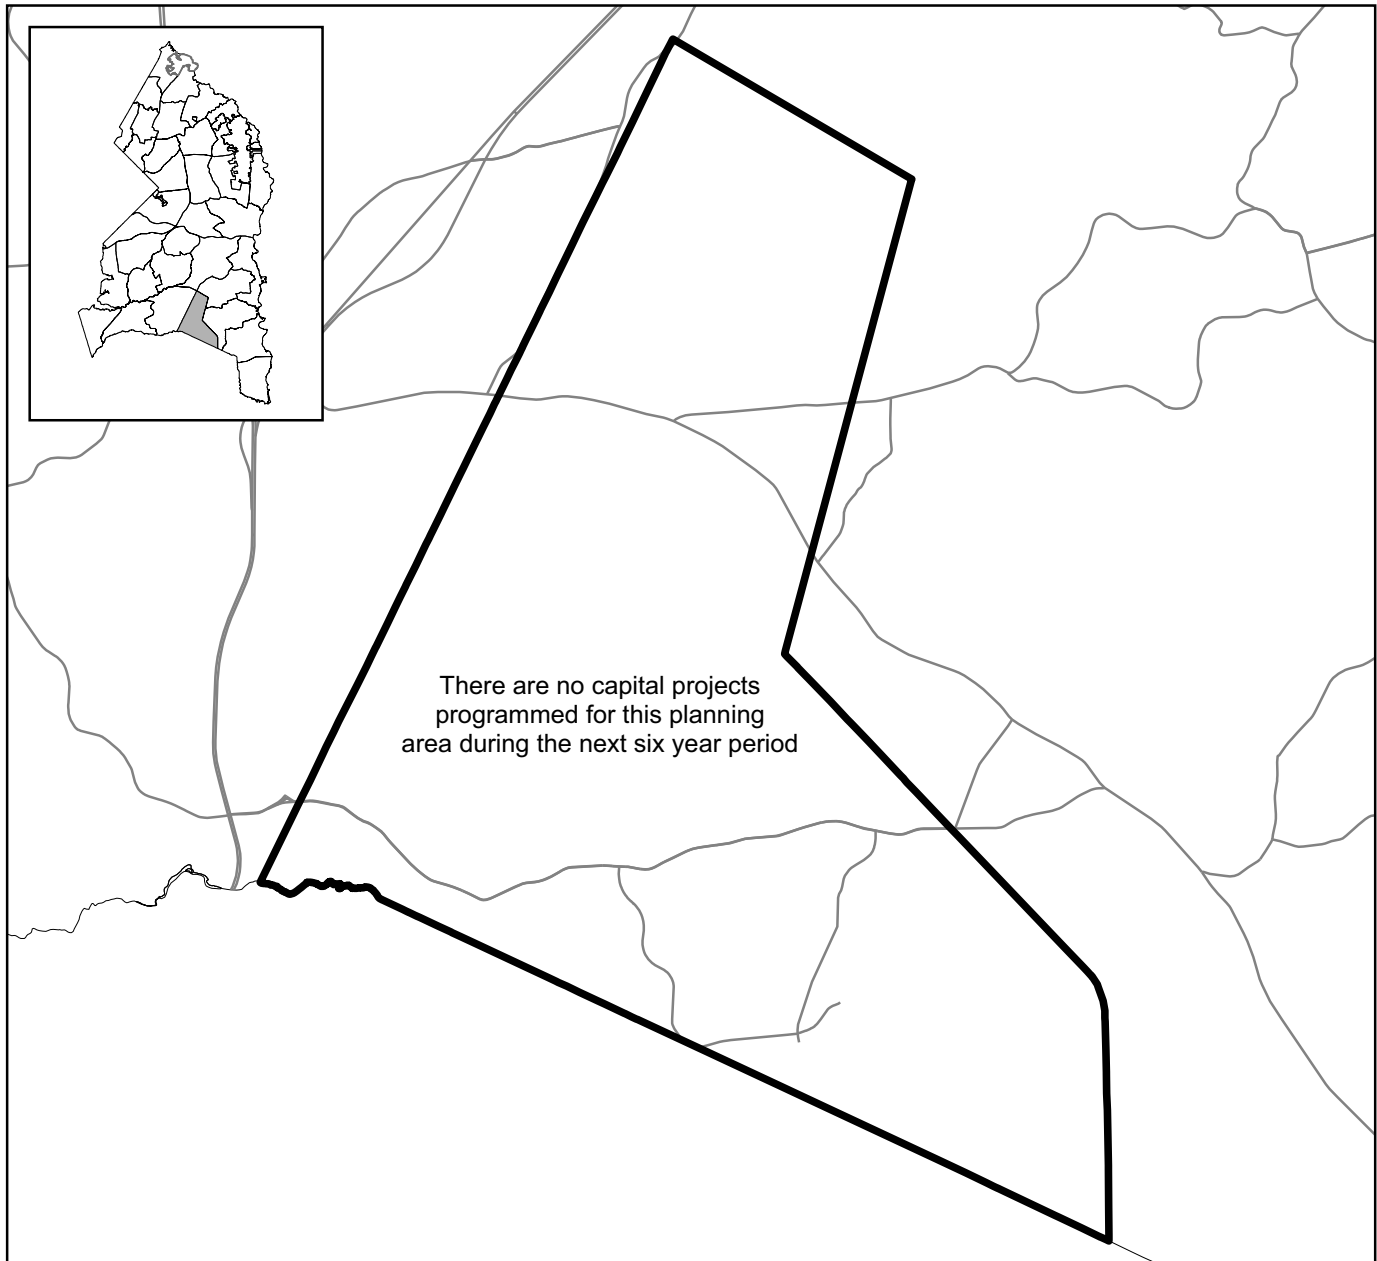 There are no capital projects
programmed for this planning
area during the next six year period